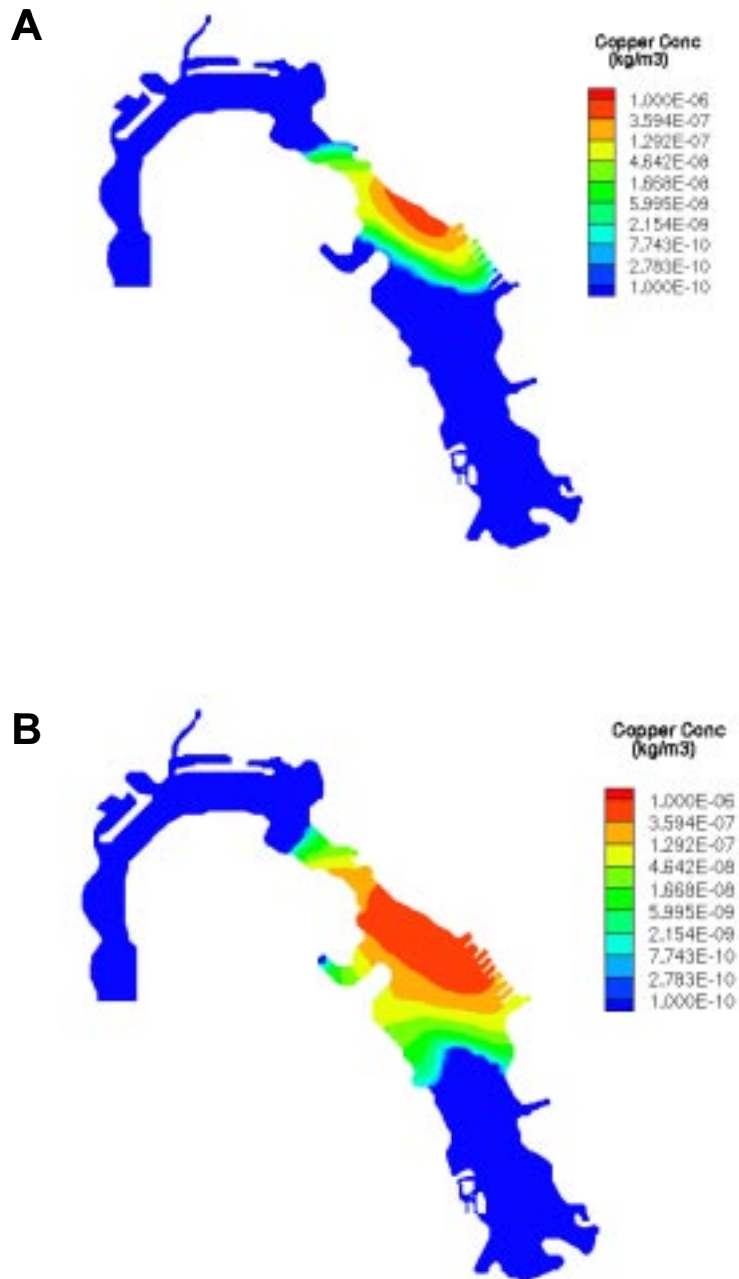 A
Copper Conc
(kg/m3)
1.000E-06
3.594E-07
1.292E-07
4.642E-08
1.668E-08
5.995E-09
2.154E-09
7.743E-10
2.783E-10
1.000E-10
B
Copper Conc
(kg/m3)
1.000E-06
3.594E-07
1.292E-07
4.642E-08
1.668E-08
5.995E-09
2.154E-09
7.743E-10
2.783E-10
1.000E-10